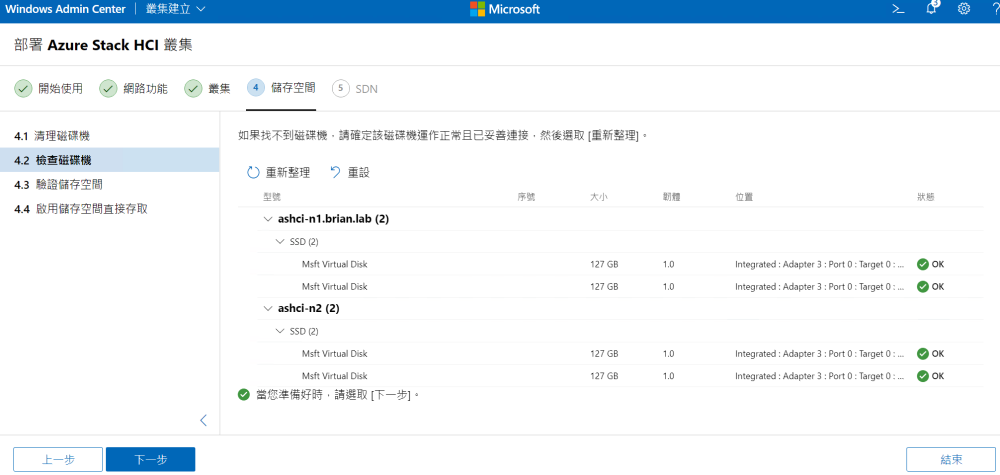 Windows Admin Center 叢集建立 Microsoft 3 ?
部署 Azure Stack HCI 叢集
開始使用 網路功能 叢集 4 儲存空間 5 SDN
4.1 清理磁碟機
4.2 檢查磁碟機
4.3 驗證儲存空間
4.4 啟用儲存空間直接存取
如果找不到磁碟機，請確定該磁碟機運作正常且已妥善連接，然後選取 [重新整理]。
重新整理 重設
型號 序號 大小 韌體 位置 狀態
ashci-n1.brian.lab (2)
SSD (2)
Msft Virtual Disk 127 GB 1.0 Integrated : Adapter 3 : Port 0 : Target 0 : ... OK
Msft Virtual Disk 127 GB 1.0 Integrated : Adapter 3 : Port 0 : Target 0 : ... OK
ashci-n2 (2)
SSD (2)
Msft Virtual Disk 127 GB 1.0 Integrated : Adapter 3 : Port 0 : Target 0 : ... OK
Msft Virtual Disk 127 GB 1.0 Integrated : Adapter 3 : Port 0 : Target 0 : ... OK
當您準備好時，請選取 [下一步]。
上一步 下一步 結束